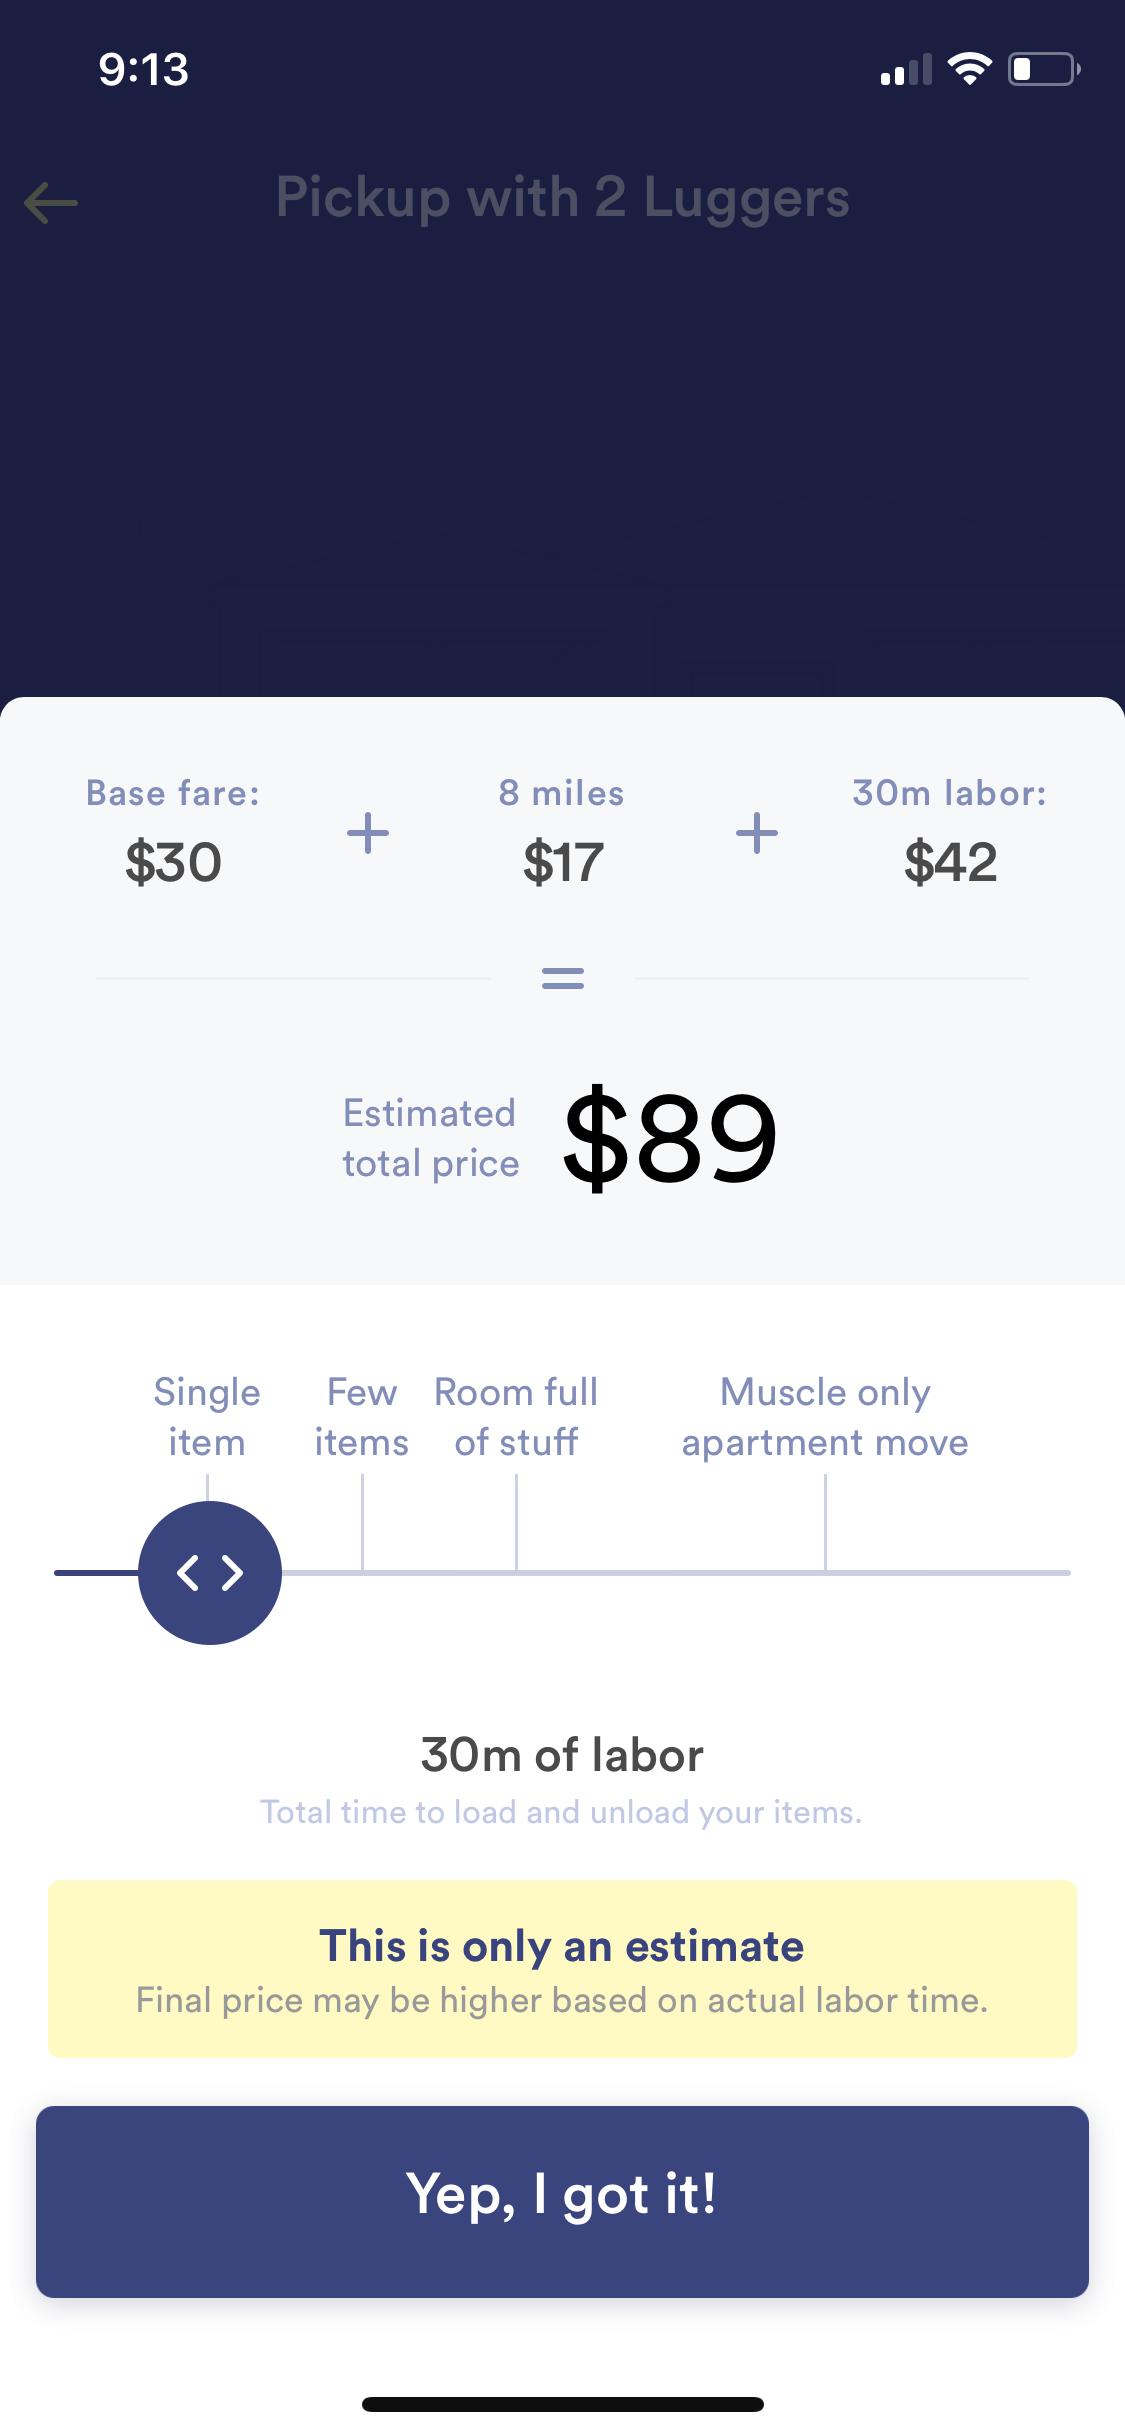 9:13
Pickup with 2 Luggers
Base fare:
$30
+
8 miles
$17
+
30m labor:
$42
=
Estimated
total price
$89
Single
item
Few
items
Room full
of stuff
Muscle only
apartment move
30m of labor
Total time to load and unload your items.
This is only an estimate
Final price may be higher based on actual labor time.
Yep, I got it!